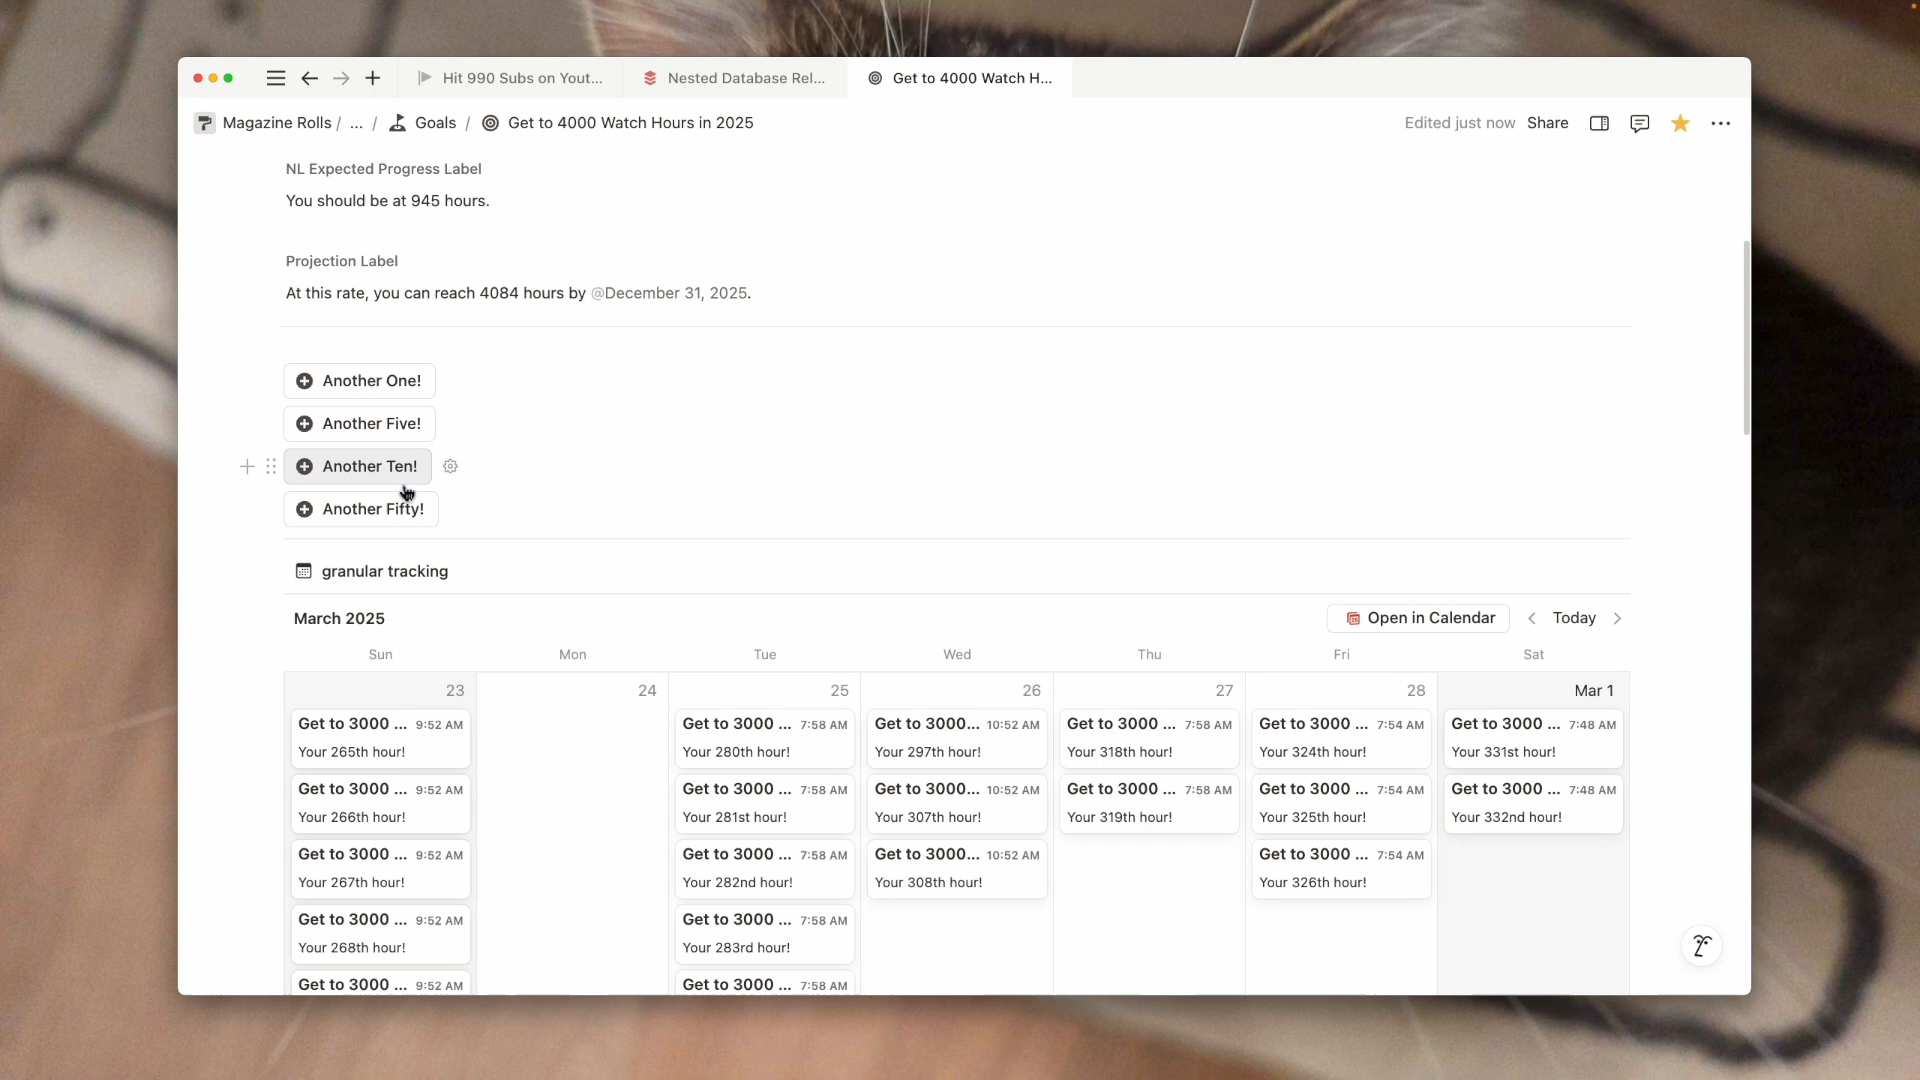 Hit 990 Subs on Yout...
Nested Database Rel...
Get to 4000 Watch H...
Magazine Rolls / ... / Goals / Get to 4000 Watch Hours in 2025
Edited just now Share
NL Expected Progress Label
You should be at 945 hours.
Projection Label
At this rate, you can reach 4084 hours by @December 31, 2025.
Another One!
Another Five!
Another Ten!
Another Fifty!
granular tracking
March 2025
Open in Calendar
Today
Sun Mon Tue Wed Thu Fri Sat
23 24 25 26 27 28 Mar 1
Get to 3000 ... 9:52 AM
Your 265th hour!
Get to 3000 ... 9:52 AM
Your 266th hour!
Get to 3000 ... 9:52 AM
Your 267th hour!
Get to 3000 ... 9:52 AM
Your 268th hour!
Get to 3000 ... 9:52 AM
Get to 3000 ... 7:58 AM
Your 280th hour!
Get to 3000 ... 7:58 AM
Your 281st hour!
Get to 3000 ... 7:58 AM
Your 282nd hour!
Get to 3000 ... 7:58 AM
Your 283rd hour!
Get to 3000 ... 7:58 AM
Get to 3000... 10:52 AM
Your 297th hour!
Get to 3000... 10:52 AM
Your 307th hour!
Get to 3000... 10:52 AM
Your 308th hour!
Get to 3000 ... 7:58 AM
Your 318th hour!
Get to 3000 ... 7:58 AM
Your 319th hour!
Get to 3000 ... 7:54 AM
Your 324th hour!
Get to 3000 ... 7:54 AM
Your 325th hour!
Get to 3000 ... 7:54 AM
Your 326th hour!
Get to 3000 ... 7:48 AM
Your 331st hour!
Get to 3000 ... 7:48 AM
Your 332nd hour!